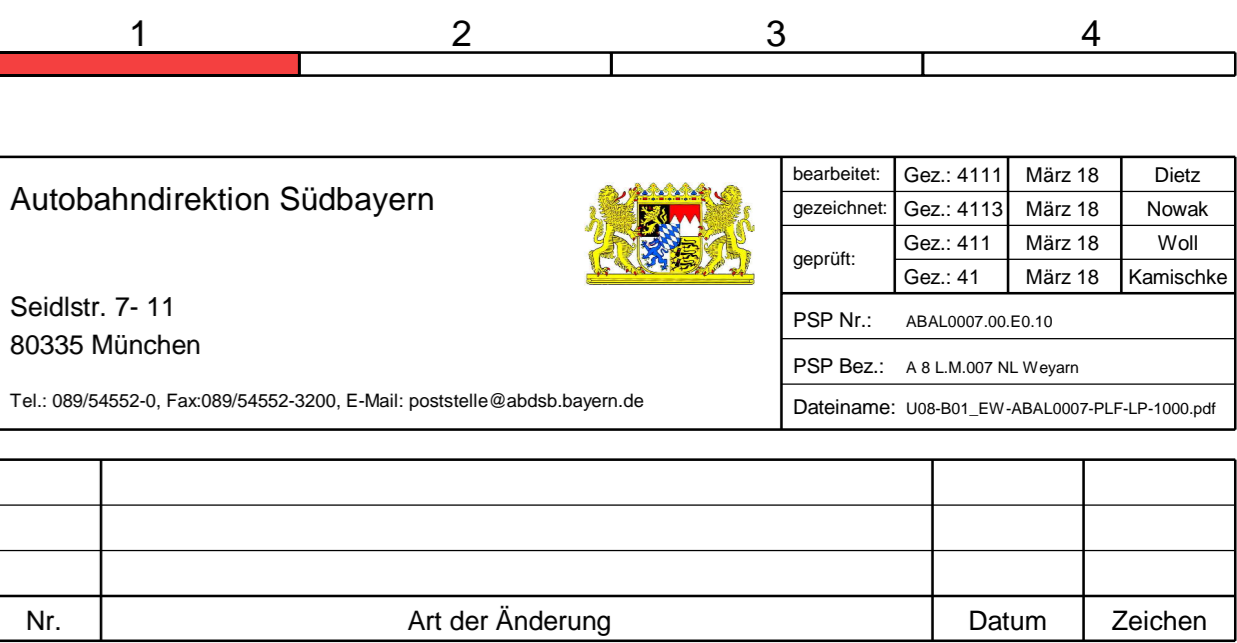 1 2 3 4
Autobahndirektion Südbayern
Seidlstr. 7- 11
80335 München
Tel.: 089/54552-0, Fax:089/54552-3200, E-Mail: poststelle@abdsb.bayern.de
bearbeitet: Gez.: 4111 März 18 Dietz
gezeichnet: Gez.: 4113 März 18 Nowak
geprüft: Gez.: 411 März 18 Woll
Gez.: 41 März 18 Kamischke
PSP Nr.: ABAL0007.00.E0.10
PSP Bez.: A 8 L.M.007 NL Weyarn
Dateiname: U08-B01_EW-ABAL0007-PLF-LP-1000.pdf
Nr. Art der Änderung Datum Zeichen